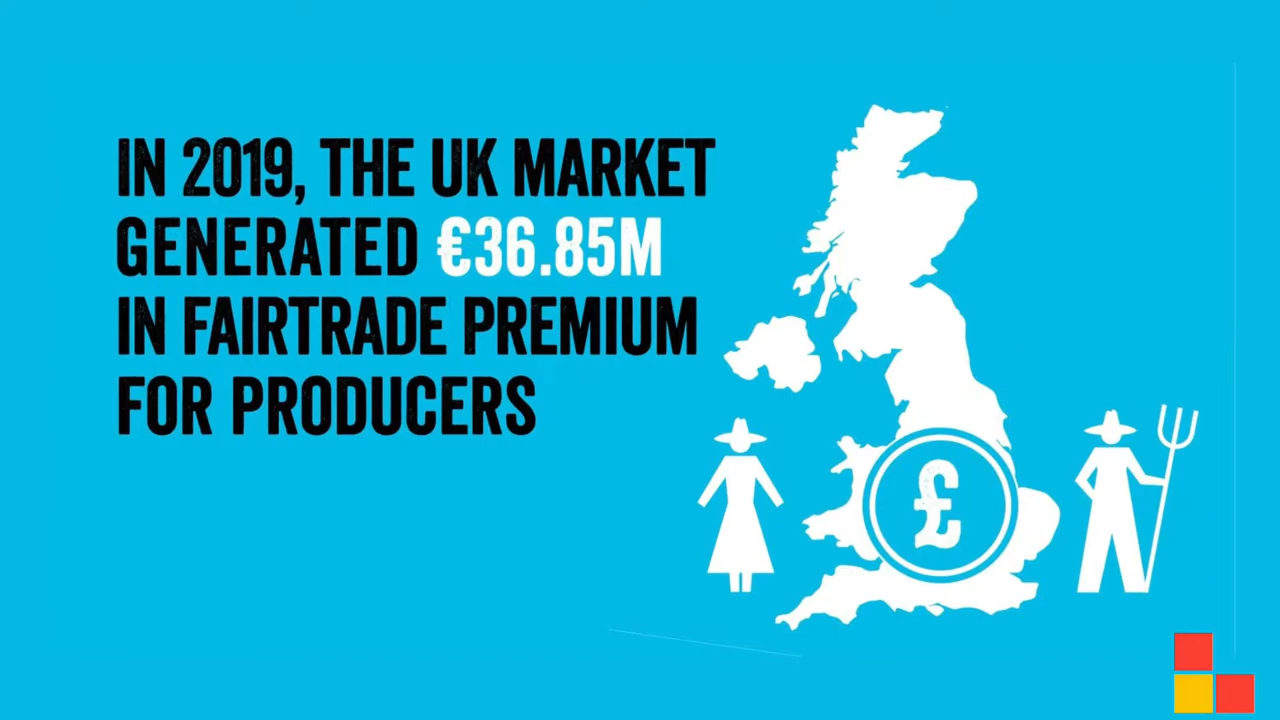 IN 2019, THE UK MARKET
GENERATED €36.85M
IN FAIRTRADE PREMIUM
FOR PRODUCERS
£